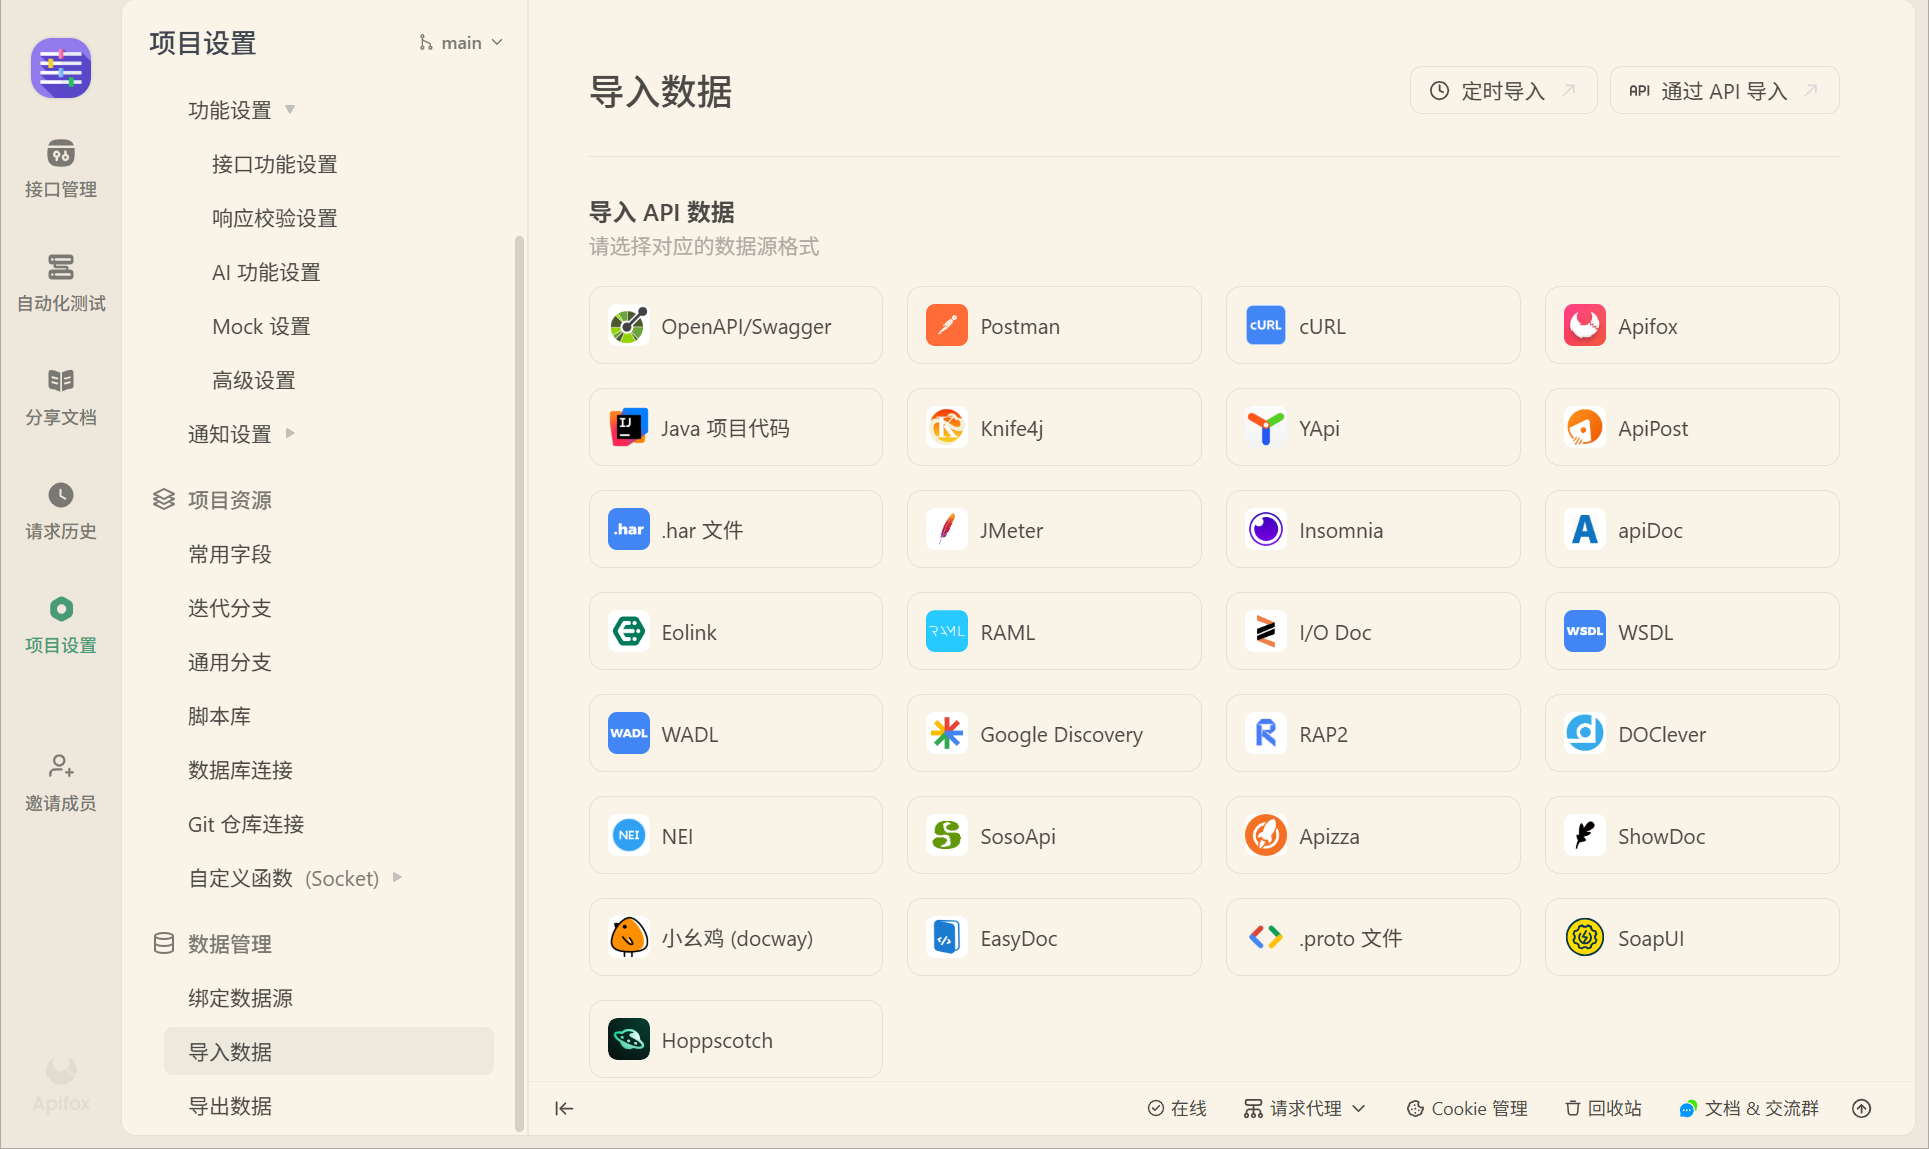 项目设置
main
接口管理
自动化测试
分享文档
请求历史
项目设置
邀请成员
Apifox
功能设置
接口功能设置
响应校验设置
AI 功能设置
Mock 设置
高级设置
通知设置
项目资源
常用字段
迭代分支
通用分支
脚本库
数据库连接
Git 仓库连接
自定义函数 (Socket)
数据管理
绑定数据源
导入数据
导出数据
导入数据
定时导入
API 通过 API 导入
导入 API 数据
请选择对应的数据源格式
OpenAPI/Swagger
Postman
cURL cURL
Apifox
IJ Java 项目代码
Knife4j
YApi
ApiPost
.har .har 文件
JMeter
Insomnia
apiDoc
Eolink
RAML RAML
I/O Doc
WSDL WSDL
WADL WADL
Google Discovery
RAP2
DOClever
NEI NEI
SosoApi
Apizza
ShowDoc
小幺鸡 (docway)
EasyDoc
.proto 文件
SoapUI
Hoppscotch
在线
请求代理
Cookie 管理
回收站
文档 & 交流群